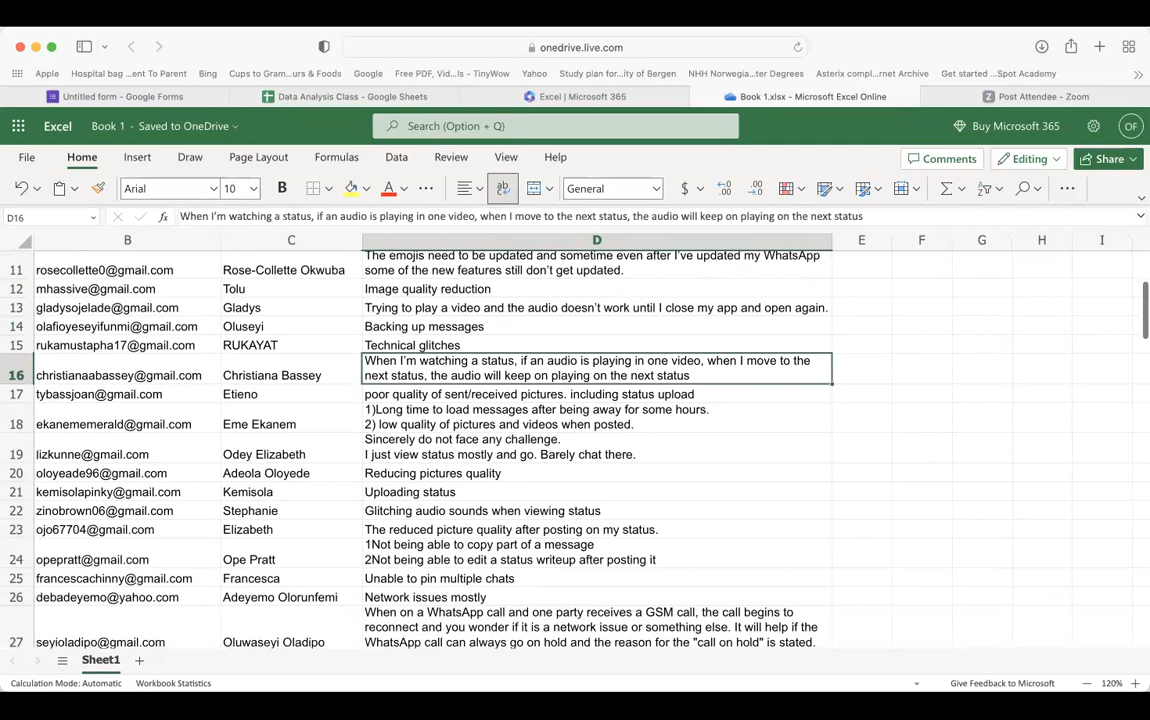 onedrive.live.com
Apple Hospital bag ...ent To Parent Bing Cups to Gram...urs & Foods Google Free PDF, Vid...ls - TinyWow Yahoo Study plan for...ity of Bergen NHH Norwegia...ter Degrees Asterix compl...rnet Archive Get started ...Spot Academy
Untitled form - Google Forms Data Analysis Class - Google Sheets Excel | Microsoft 365 Book 1.xlsx - Microsoft Excel Online Post Attendee - Zoom
Excel Book 1 - Saved to OneDrive Search (Option + Q) Buy Microsoft 365 OF
File Home Insert Draw Page Layout Formulas Data Review View Help Comments Editing Share
Arial 10 B A ab General $ .00 .00
D16 fx When I'm watching a status, if an audio is playing in one video, when I move to the next status, the audio will keep on playing on the next status
B C D E F G H I
The emojis need to be updated and sometime even after I've updated my WhatsApp
11 rosecollette0@gmail.com Rose-Collette Okwuba some of the new features still don't get updated.
12 mhassive@gmail.com Tolu Image quality reduction
13 gladysojelade@gmail.com Gladys Trying to play a video and the audio doesn't work until I close my app and open again.
14 olafioyeseyifunmi@gmail.com Oluseyi Backing up messages
15 rukamustapha17@gmail.com RUKAYAT Technical glitches
When I'm watching a status, if an audio is playing in one video, when I move to the
16 christianaabassey@gmail.com Christiana Bassey next status, the audio will keep on playing on the next status
17 tybassjoan@gmail.com Etieno poor quality of sent/received pictures. including status upload
1)Long time to load messages after being away for some hours.
18 ekanememerald@gmail.com Eme Ekanem 2) low quality of pictures and videos when posted.
Sincerely do not face any challenge.
19 lizkunne@gmail.com Odey Elizabeth I just view status mostly and go. Barely chat there.
20 oloyeade96@gmail.com Adeola Oloyede Reducing pictures quality
21 kemisolapinky@gmail.com Kemisola Uploading status
22 zinobrown06@gmail.com Stephanie Glitching audio sounds when viewing status
23 ojo67704@gmail.com Elizabeth The reduced picture quality after posting on my status.
1Not being able to copy part of a message
24 opepratt@gmail.com Ope Pratt 2Not being able to edit a status writeup after posting it
25 francescachinny@gmail.com Francesca Unable to pin multiple chats
26 debadeyemo@yahoo.com Adeyemo Olorunfemi Network issues mostly
When on a WhatsApp call and one party receives a GSM call, the call begins to
reconnect and you wonder if it is a network issue or something else. It will help if the
27 seyioladipo@gmail.com Oluwaseyi Oladipo WhatsApp call can always go on hold and the reason for the "call on hold" is stated.
Sheet1
Calculation Mode: Automatic Workbook Statistics Give Feedback to Microsoft 120%